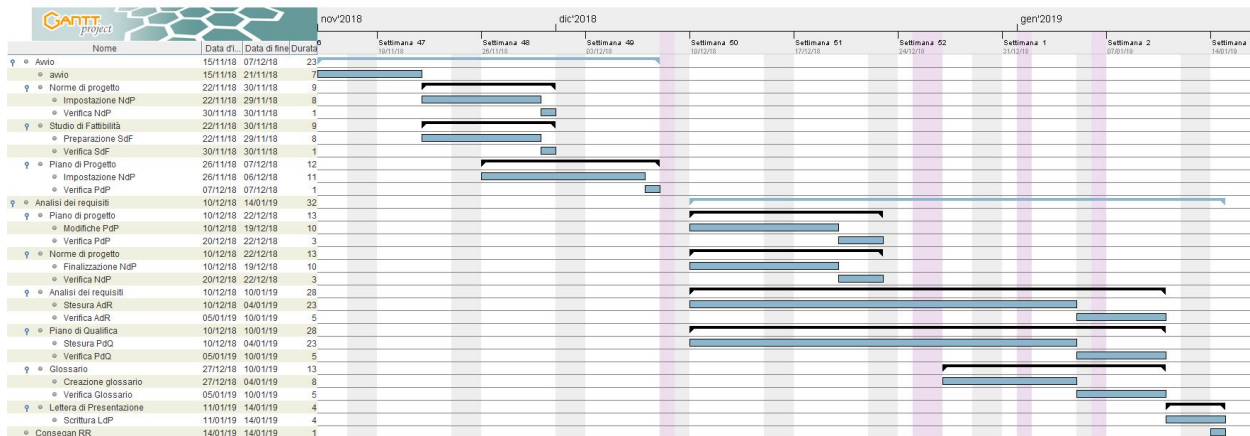 GANTT
project
nov'2018 dic'2018 gen'2019
Nome Data d'i... Data di fine Durata
6 Settimana 47 Settimana 48 Settimana 49 Settimana 50 Settimana 51 Settimana 52 Settimana 1 Settimana 2 Settimana
19/11/18 26/11/18 03/12/18 10/12/18 17/12/18 24/12/18 31/12/18 07/01/19 14/01/19
Avvio 15/11/18 07/12/18 23
avvio 15/11/18 21/11/18 7
Norme di progetto 22/11/18 30/11/18 9
Impostazione NdP 22/11/18 29/11/18 8
Verifica NdP 30/11/18 30/11/18 1
Studio di Fattibilità 22/11/18 30/11/18 9
Preparazione SdF 22/11/18 29/11/18 8
Verifica SdF 30/11/18 30/11/18 1
Piano di Progetto 26/11/18 07/12/18 12
Impostazione NdP 26/11/18 06/12/18 11
Verifica PdP 07/12/18 07/12/18 1
Analisi dei requisiti 10/12/18 14/01/19 32
Piano di progetto 10/12/18 22/12/18 13
Modifiche PdP 10/12/18 19/12/18 10
Verifica PdP 20/12/18 22/12/18 3
Norme di progetto 10/12/18 22/12/18 13
Finalizzazione NdP 10/12/18 19/12/18 10
Verifica NdP 20/12/18 22/12/18 3
Analisi dei requisiti 10/12/18 10/01/19 28
Stesura AdR 10/12/18 04/01/19 23
Verifica AdR 05/01/19 10/01/19 5
Piano di Qualifica 10/12/18 10/01/19 28
Stesura PdQ 10/12/18 04/01/19 23
Verifica PdQ 05/01/19 10/01/19 5
Glossario 27/12/18 10/01/19 13
Creazione glossario 27/12/18 04/01/19 8
Verifica Glossario 05/01/19 10/01/19 5
Lettera di Presentazione 11/01/19 14/01/19 4
Scrittura LdP 11/01/19 14/01/19 4
Consegan RR 14/01/19 14/01/19 1